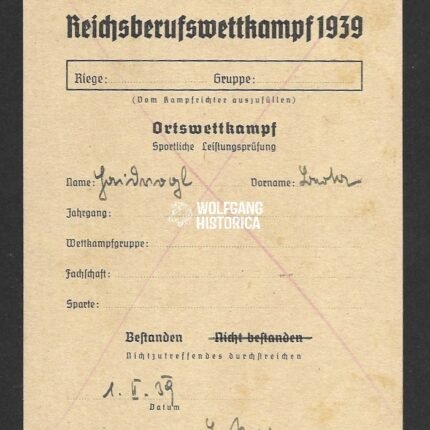 Reichsberufswettkampf 1939
Riege: Gruppe:
(Vom Kampfrichter auszufüllen)
Ortswettkampf
Sportliche Leistungsprüfung
Name: Vorname:
Jahrgang:
WOLFGANG
HISTORICA
Wettkampfgruppe:
Fachschaft:
Sparte:
Bestanden Nicht bestanden
Nichtzutreffendes durchstreichen
1. II. 39
Datum